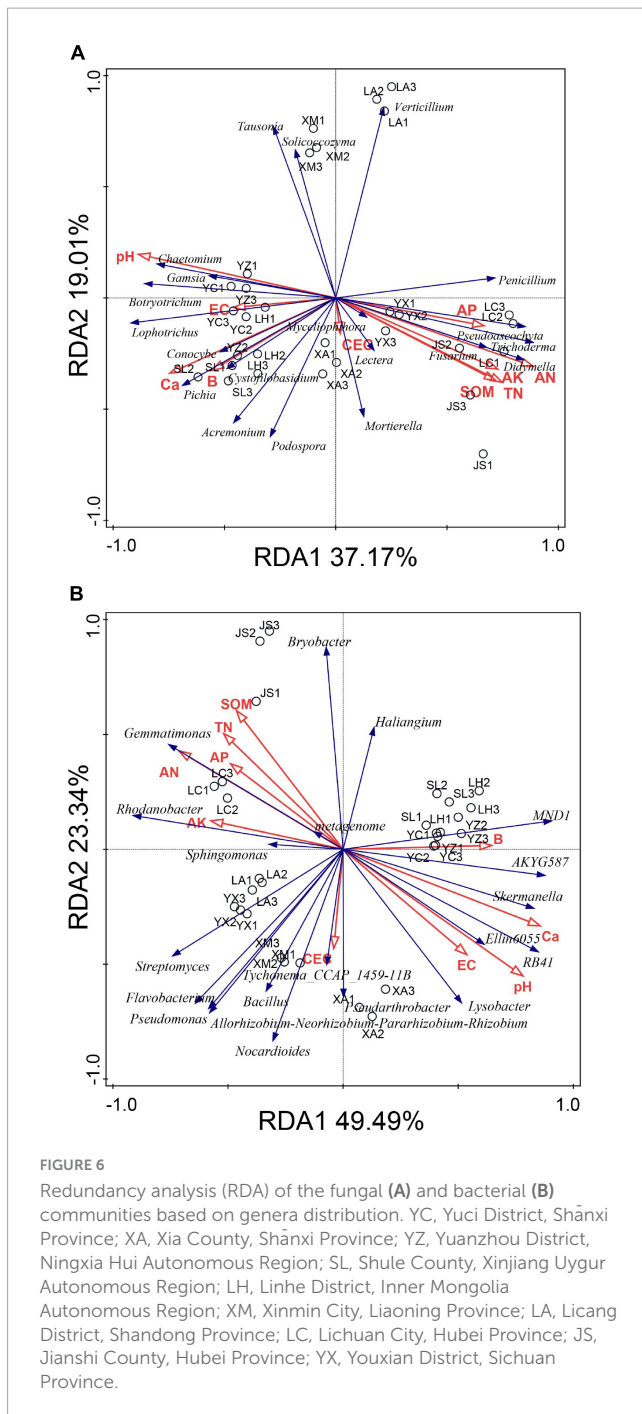 A
1.0
LA3
LA2
Verticillium
LA1
XM1
Tausonia
Solicoccozyma
XM2
XM3
RDA2 19.01%
pH
Chaetomium
YZ1
Gamsia
Penicillium
YC1
Botryotrichum
EC
YZ3
YX1
AP
LC3
LH1
YX2
LC2
Lophotrichus
YC3
YC2
Myceliophthora
CEC
Pseudoascochyta
YX3
JS2
Trichoderma
Conocybe
YZ2
LH2
XA1
Lectera
Fusarium
LC1
Didymella
SL2
SL1
LH3
XA2
Ca
B
Cystofilobasidium
AK
AN
Pichia
SL3
XA3
SOM
TN
JS3
Acremonium
Mortierella
Podospora
JS1
-1.0
-1.0
1.0
RDA1 37.17%
B
1.0
JS3
JS2
Bryobacter
JS1
SOM
TN
Haliangium
Gemmatimonas
AP
AN
LC3
LC1
SL2
LH2
SL3
LC2
LH3
Rhodanobacter
AK
SL1
LH1
YZ2
MND1
metagenome
YC1
YZ3
B
Sphingomonas
YZ1
YC2
YC3
RDA2 23.34%
LA2
LA1
AKYG587
LA3
Skermanella
YX3
YX2
YX1
Ca
XM3
Ellin6055
XM1
Streptomyces
XM2
CEC
EC
RB41
Tychonema_CCAP_1459-11B
pH
Flavobacterium
Bacillus
XA1
XA3
Pseudarthrobacter
Lysobacter
Pseudomonas
Allorhizobium-Neorhizobium-Pararhizobium-Rhizobium
XA2
Nocardioides
-1.0
-1.0
1.0
RDA1 49.49%
FIGURE 6
Redundancy analysis (RDA) of the fungal (A) and bacterial (B)
communities based on genera distribution. YC, Yuci District, Shānxi
Province; XA, Xia County, Shānxi Province; YZ, Yuanzhou District,
Ningxia Hui Autonomous Region; SL, Shule County, Xinjiang Uygur
Autonomous Region; LH, Linhe District, Inner Mongolia
Autonomous Region; XM, Xinmin City, Liaoning Province; LA, Licang
District, Shandong Province; LC, Lichuan City, Hubei Province; JS,
Jianshi County, Hubei Province; YX, Youxian District, Sichuan
Province.